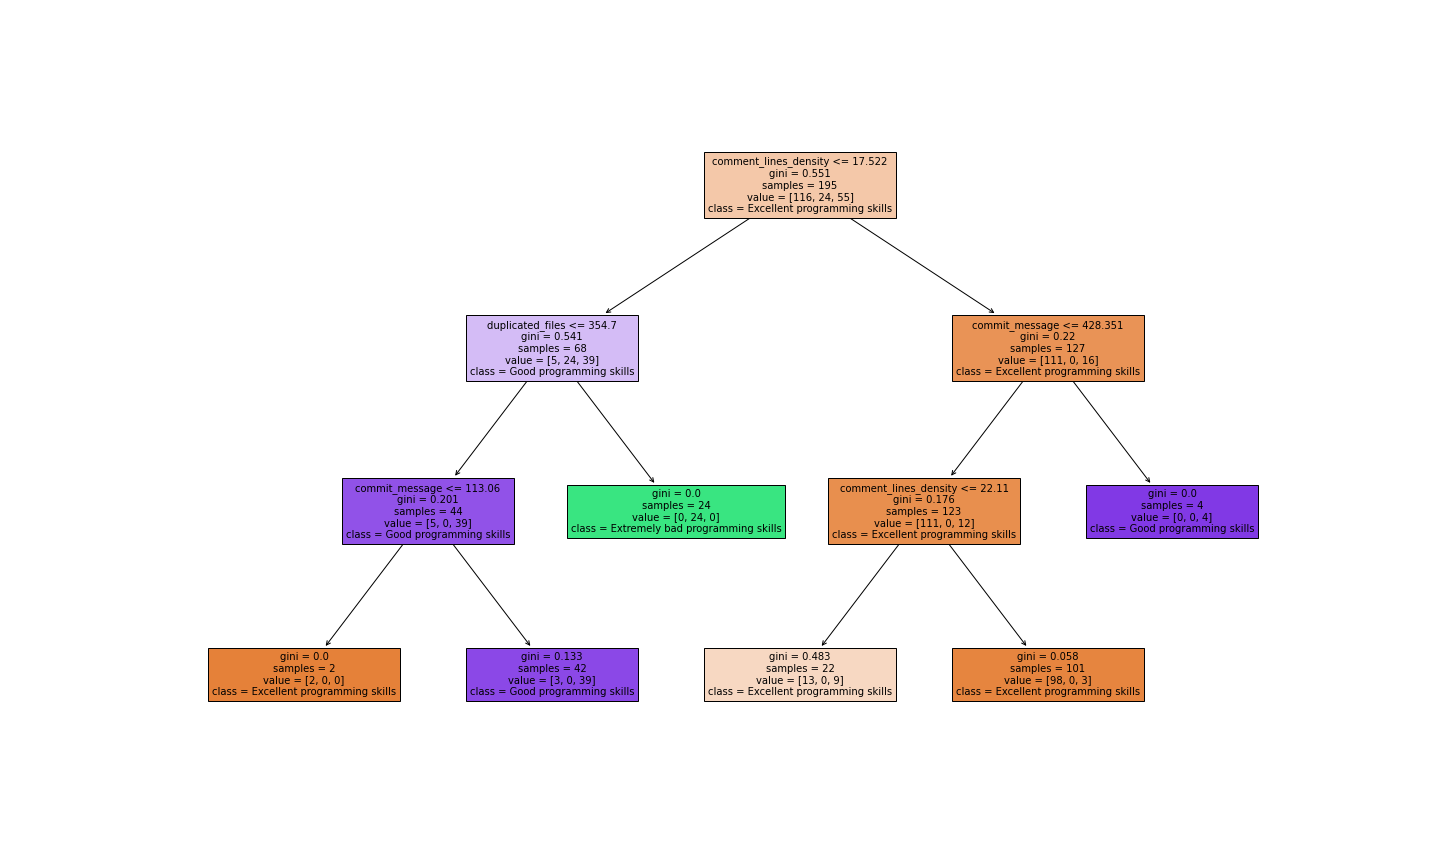 comment_lines_density <= 17.522
gini = 0.551
samples = 195
value = [116, 24, 55]
class = Excellent programming skills
duplicated_files <= 354.7
gini = 0.541
samples = 68
value = [5, 24, 39]
class = Good programming skills
commit_message <= 428.351
gini = 0.22
samples = 127
value = [111, 0, 16]
class = Excellent programming skills
commit_message <= 113.06
gini = 0.201
samples = 44
value = [5, 0, 39]
class = Good programming skills
gini = 0.0
samples = 24
value = [0, 24, 0]
class = Extremely bad programming skills
comment_lines_density <= 22.11
gini = 0.176
samples = 123
value = [111, 0, 12]
class = Excellent programming skills
gini = 0.0
samples = 4
value = [0, 0, 4]
class = Good programming skills
gini = 0.0
samples = 2
value = [2, 0, 0]
class = Excellent programming skills
gini = 0.133
samples = 42
value = [3, 0, 39]
class = Good programming skills
gini = 0.483
samples = 22
value = [13, 0, 9]
class = Excellent programming skills
gini = 0.058
samples = 101
value = [98, 0, 3]
class = Excellent programming skills